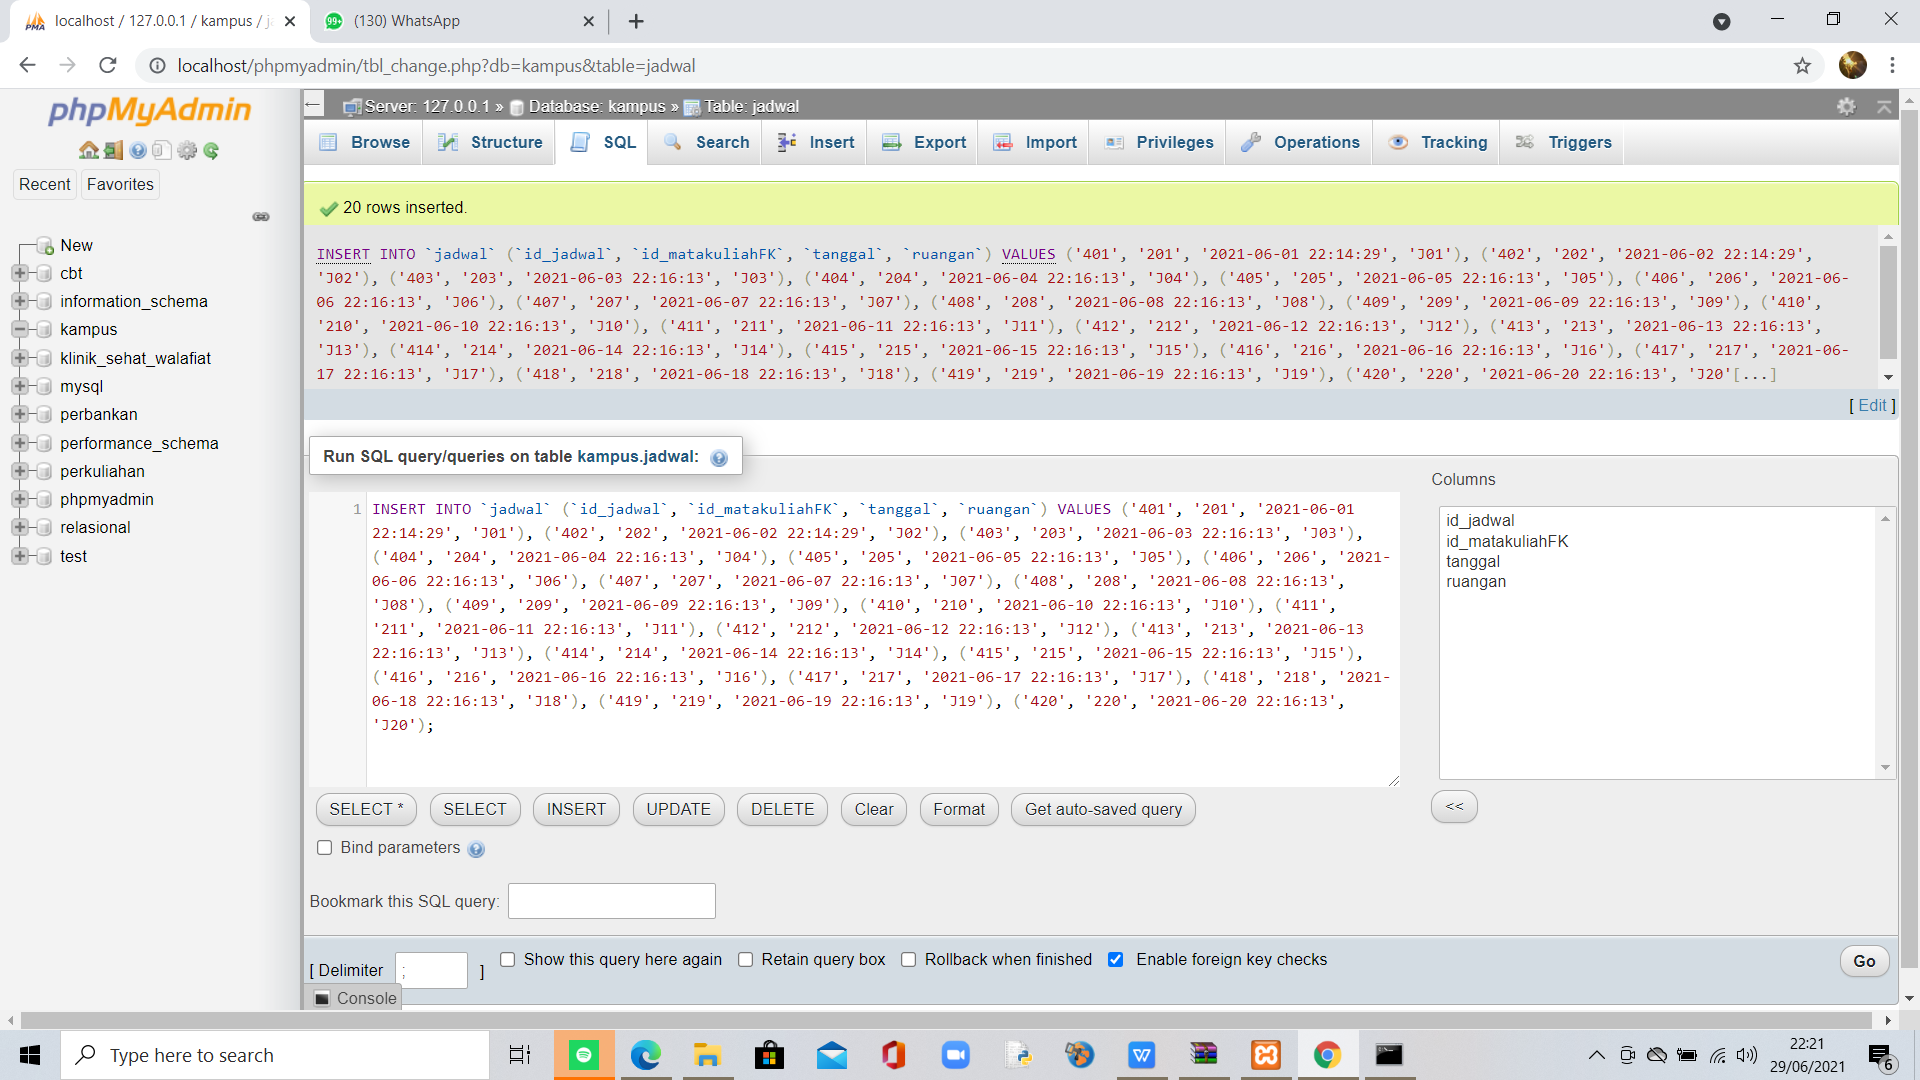 localhost / 127.0.0.1 / kampus / j
(130) WhatsApp
localhost/phpmyadmin/tbl_change.php?db=kampus&table=jadwal
phpMyAdmin
Recent
Favorites
New
cbt
information_schema
kampus
klinik_sehat_walafiat
mysql
perbankan
performance_schema
perkuliahan
phpmyadmin
relasional
test
Server: 127.0.0.1 » Database: kampus » Table: jadwal
Browse Structure SQL Search Insert Export Import Privileges Operations Tracking Triggers
20 rows inserted.
INSERT INTO `jadwal` (`id_jadwal`, `id_matakuliahFK`, `tanggal`, `ruangan`) VALUES ('401', '201', '2021-06-01 22:14:29', 'J01'), ('402', '202', '2021-06-02 22:14:29',
'J02'), ('403', '203', '2021-06-03 22:16:13', 'J03'), ('404', '204', '2021-06-04 22:16:13', 'J04'), ('405', '205', '2021-06-05 22:16:13', 'J05'), ('406', '206', '2021-06-
06 22:16:13', 'J06'), ('407', '207', '2021-06-07 22:16:13', 'J07'), ('408', '208', '2021-06-08 22:16:13', 'J08'), ('409', '209', '2021-06-09 22:16:13', 'J09'), ('410',
'210', '2021-06-10 22:16:13', 'J10'), ('411', '211', '2021-06-11 22:16:13', 'J11'), ('412', '212', '2021-06-12 22:16:13', 'J12'), ('413', '213', '2021-06-13 22:16:13',
'J13'), ('414', '214', '2021-06-14 22:16:13', 'J14'), ('415', '215', '2021-06-15 22:16:13', 'J15'), ('416', '216', '2021-06-16 22:16:13', 'J16'), ('417', '217', '2021-06-
17 22:16:13', 'J17'), ('418', '218', '2021-06-18 22:16:13', 'J18'), ('419', '219', '2021-06-19 22:16:13', 'J19'), ('420', '220', '2021-06-20 22:16:13', 'J20'[...]
[ Edit ]
Run SQL query/queries on table kampus.jadwal:
1
INSERT INTO `jadwal` (`id_jadwal`, `id_matakuliahFK`, `tanggal`, `ruangan`) VALUES ('401', '201', '2021-06-01
22:14:29', 'J01'), ('402', '202', '2021-06-02 22:14:29', 'J02'), ('403', '203', '2021-06-03 22:16:13', 'J03'),
('404', '204', '2021-06-04 22:16:13', 'J04'), ('405', '205', '2021-06-05 22:16:13', 'J05'), ('406', '206', '2021-
06-06 22:16:13', 'J06'), ('407', '207', '2021-06-07 22:16:13', 'J07'), ('408', '208', '2021-06-08 22:16:13',
'J08'), ('409', '209', '2021-06-09 22:16:13', 'J09'), ('410', '210', '2021-06-10 22:16:13', 'J10'), ('411',
'211', '2021-06-11 22:16:13', 'J11'), ('412', '212', '2021-06-12 22:16:13', 'J12'), ('413', '213', '2021-06-13
22:16:13', 'J13'), ('414', '214', '2021-06-14 22:16:13', 'J14'), ('415', '215', '2021-06-15 22:16:13', 'J15'),
('416', '216', '2021-06-16 22:16:13', 'J16'), ('417', '217', '2021-06-17 22:16:13', 'J17'), ('418', '218', '2021-
06-18 22:16:13', 'J18'), ('419', '219', '2021-06-19 22:16:13', 'J19'), ('420', '220', '2021-06-20 22:16:13',
'J20');
Columns
id_jadwal
id_matakuliahFK
tanggal
ruangan
SELECT * SELECT INSERT UPDATE DELETE Clear Format Get auto-saved query
<<
Bind parameters
Bookmark this SQL query:
[ Delimiter ; ]
Show this query here again Retain query box Rollback when finished Enable foreign key checks
Go
Console
Type here to search
22:21
29/06/2021
6